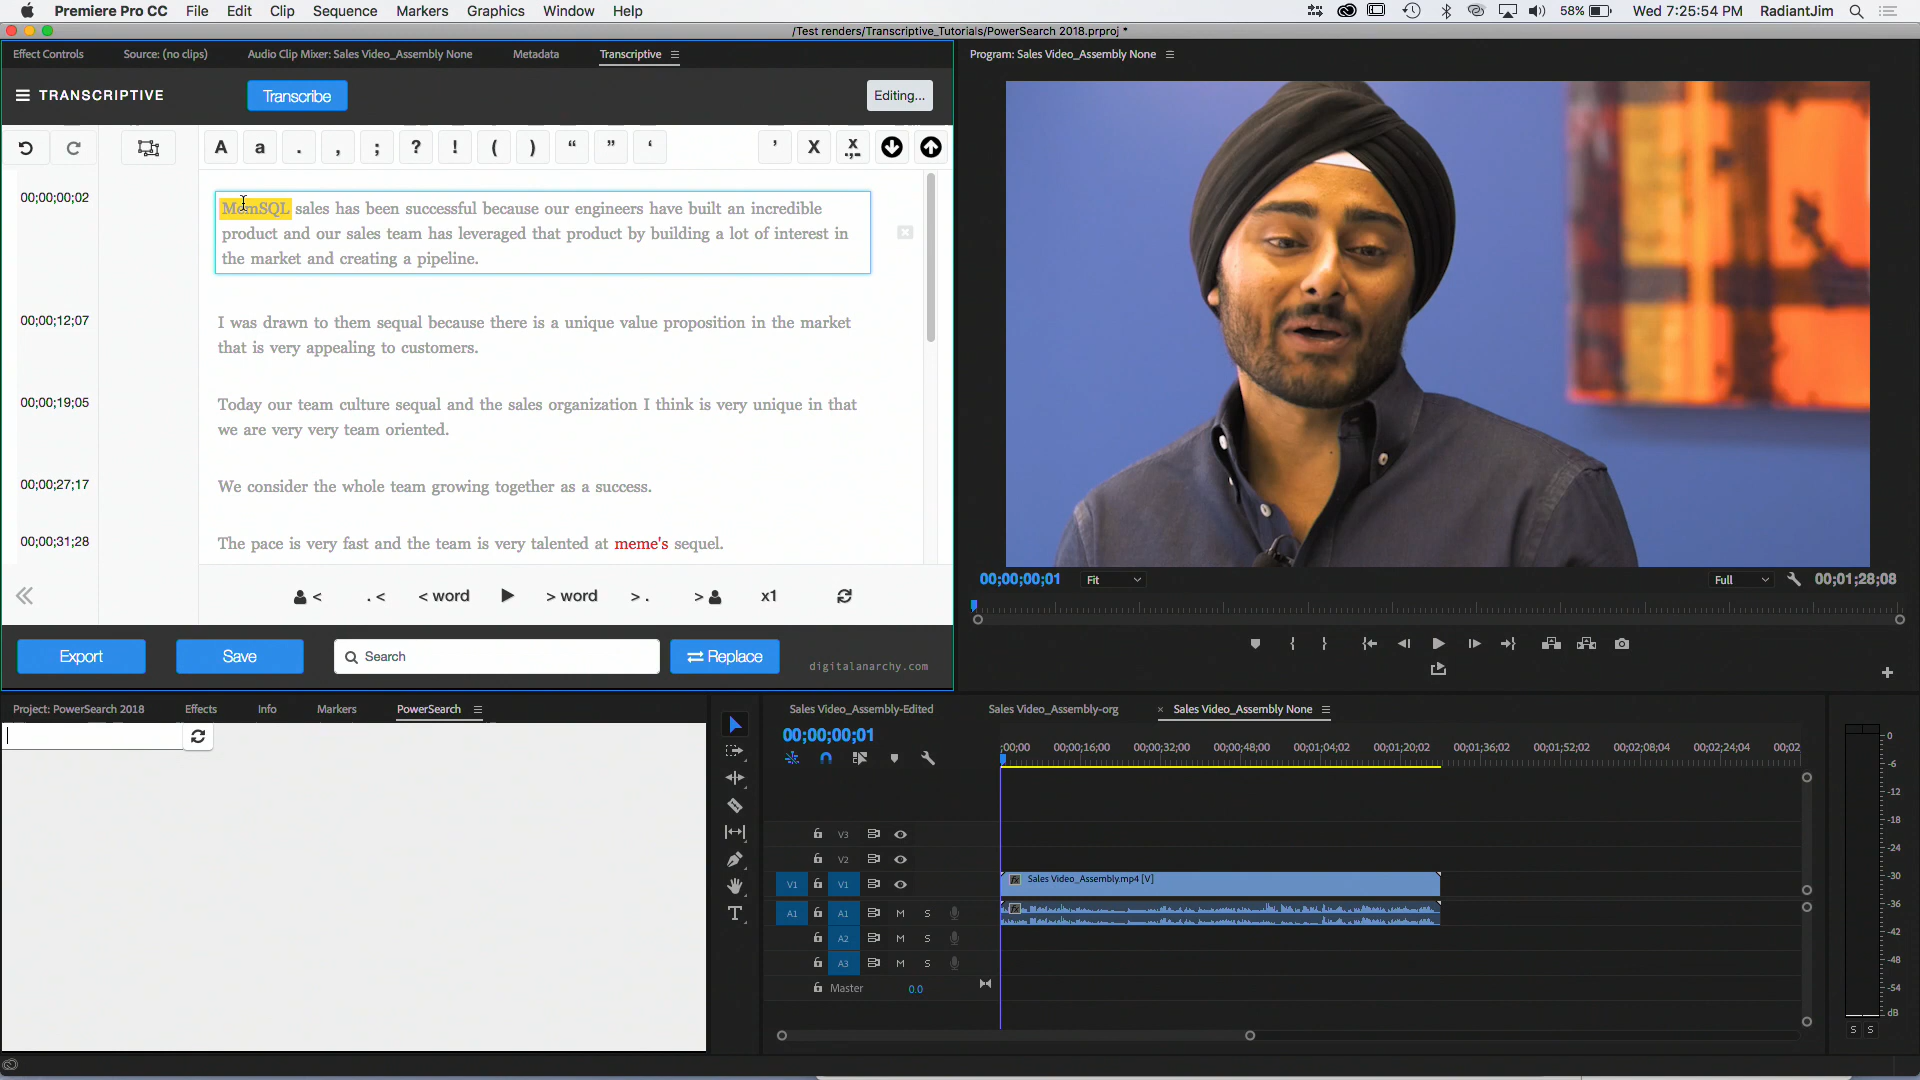 Premiere Pro CC File Edit Clip Sequence Markers Graphics Window Help 58% Wed 7:25:54 PM RadiantJim
/Test renders/Transcriptive_Tutorials/PowerSearch 2018.prproj *
Effect Controls Source: (no clips) Audio Clip Mixer: Sales Video_Assembly None Metadata Transcriptive
Program: Sales Video_Assembly None
TRANSCRIPTIVE Transcribe Editing...
A a . , ; ? ! ( ) “ ” ‘ ’ X X.,-
00;00;00;02
MemSQL sales has been successful because our engineers have built an incredible
product and our sales team has leveraged that product by building a lot of interest in
the market and creating a pipeline.
00;00;12;07
I was drawn to them sequal because there is a unique value proposition in the market
that is very appealing to customers.
00;00;19;05
Today our team culture sequal and the sales organization I think is very unique in that
we are very very team oriented.
00;00;27;17
We consider the whole team growing together as a success.
00;00;31;28
The pace is very fast and the team is very talented at meme's sequel.
< . < < word > word > . > x1
Export Save Search Replace digitalanarchy.com
00;00;00;01 Fit Full 00;01;28;08
Project: PowerSearch 2018 Effects Info Markers PowerSearch
Sales Video_Assembly-Edited Sales Video_Assembly-org × Sales Video_Assembly None
00;00;00;01
;00;00 00;00;16;00 00;00;32;00 00;00;48;00 00;01;04;02 00;01;20;02 00;01;36;02 00;01;52;02 00;02;08;04 00;02;24;04 00;02
V3
V2
V1 V1 Sales Video_Assembly.mp4 [V]
A1 A1 M S
A2 M S
A3 M S
Master 0.0
0
-6
-12
-18
-24
-30
-36
-42
-48
-54
dB
S S